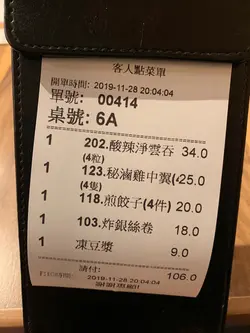 客人點菜單
開單時間: 2019-11-28 20:04:04
單號: 00414
桌號: 6A
1 202.酸辣淨雲吞 34.0
(4粒)
1 123.秘滷雞中翼(4 25.0
(4隻)
1 118.煎餃子(4件) 20.0
1 103.炸銀絲卷 18.0
1 凍豆漿 9.0
請付: 106.0
2019-11-28 20:04:04
謝謝惠顧!